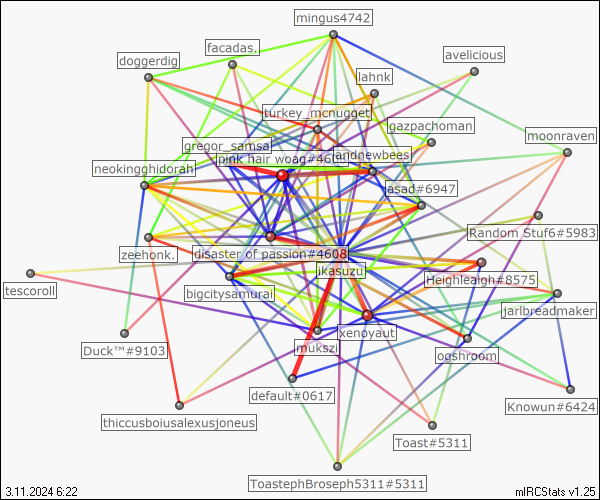 mingus4742
facadas.
avelicious
doggerdig
lahnk
turkey_mcnugget
gazpachoman
moonraven
gregor_samsa
pink hair woag#460
andnewbees
neokingghidorah
asad#6947
Random Stuf6#5983
zeehonk.
disaster of passion#4608
ikasuzu
Heighleaigh#8575
tescoroll
bigcitysamurai
jarlbreadmaker
xenoyaut
Duck™#9103
mukszi
ogshroom
default#0617
Knowun#6424
thiccusboiusalexusjoneus
Toast#5311
ToastephBroseph5311#5311
3.11.2024 6:22
mIRCStats v1.25